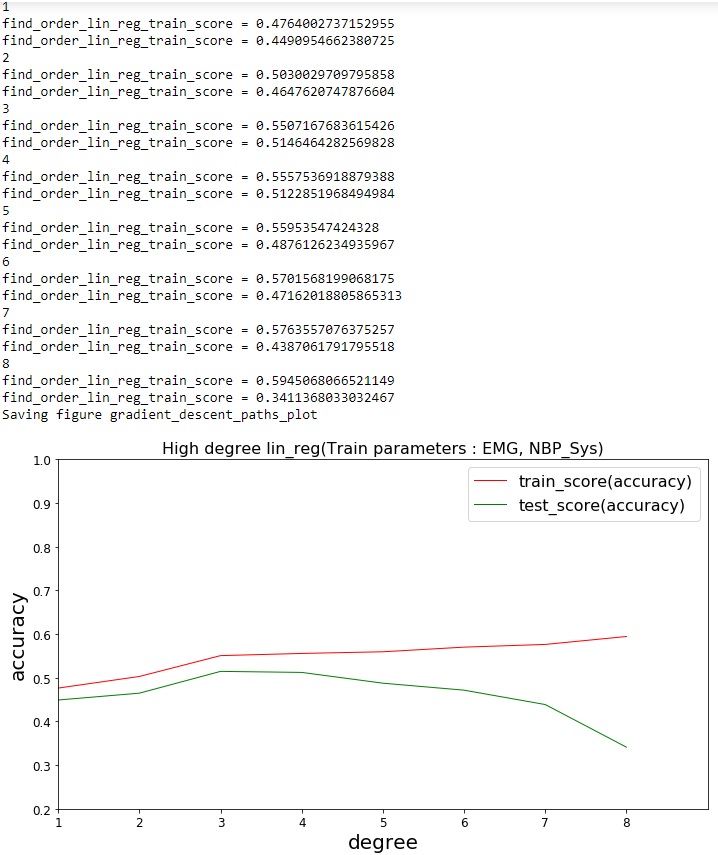 1
find_order_lin_reg_train_score = 0.4764002737152955
find_order_lin_reg_train_score = 0.4490954662380725
2
find_order_lin_reg_train_score = 0.5030029709795858
find_order_lin_reg_train_score = 0.4647620747876604
3
find_order_lin_reg_train_score = 0.5507167683615426
find_order_lin_reg_train_score = 0.5146464282569828
4
find_order_lin_reg_train_score = 0.5557536918879388
find_order_lin_reg_train_score = 0.5122851968494984
5
find_order_lin_reg_train_score = 0.55953547424328
find_order_lin_reg_train_score = 0.4876126234935967
6
find_order_lin_reg_train_score = 0.5701568199068175
find_order_lin_reg_train_score = 0.47162018805865313
7
find_order_lin_reg_train_score = 0.5763557076375257
find_order_lin_reg_train_score = 0.4387061791795518
8
find_order_lin_reg_train_score = 0.5945068066521149
find_order_lin_reg_train_score = 0.3411368033032467
Saving figure gradient_descent_paths_plot
High degree lin_reg(Train parameters : EMG, NBP_Sys)
train_score(accuracy)
test_score(accuracy)
accuracy
1.0
0.9
0.8
0.7
0.6
0.5
0.4
0.3
0.2
1 2 3 4 5 6 7 8
degree